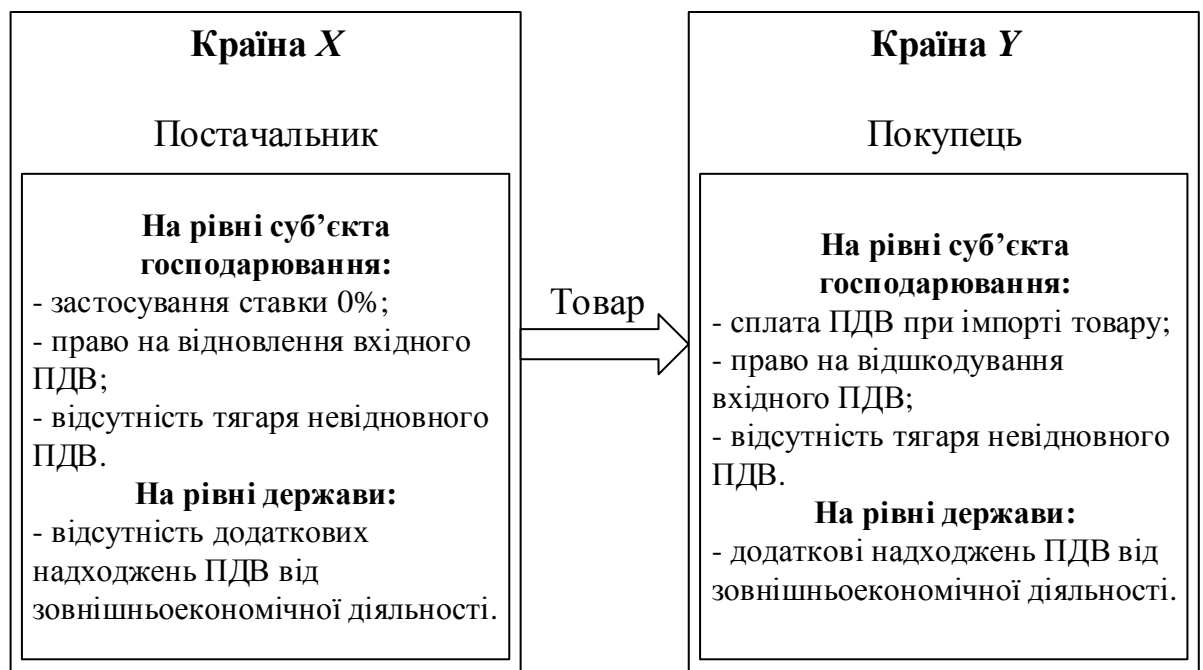 Країна X
Постачальник
На рівні суб’єкта
господарювання:
- застосування ставки 0%;
- право на відновлення вхідного
ПДВ;
- відсутність тягаря невідновного
ПДВ.
На рівні держави:
- відсутність додаткових
надходжень ПДВ від
зовнішньоекономічної діяльності.
Товар
Країна Y
Покупець
На рівні суб’єкта
господарювання:
- сплата ПДВ при імпорті товару;
- право на відшкодування
вхідного ПДВ;
- відсутність тягаря невідновного
ПДВ.
На рівні держави:
- додаткові надходжень ПДВ від
зовнішньоекономічної діяльності.